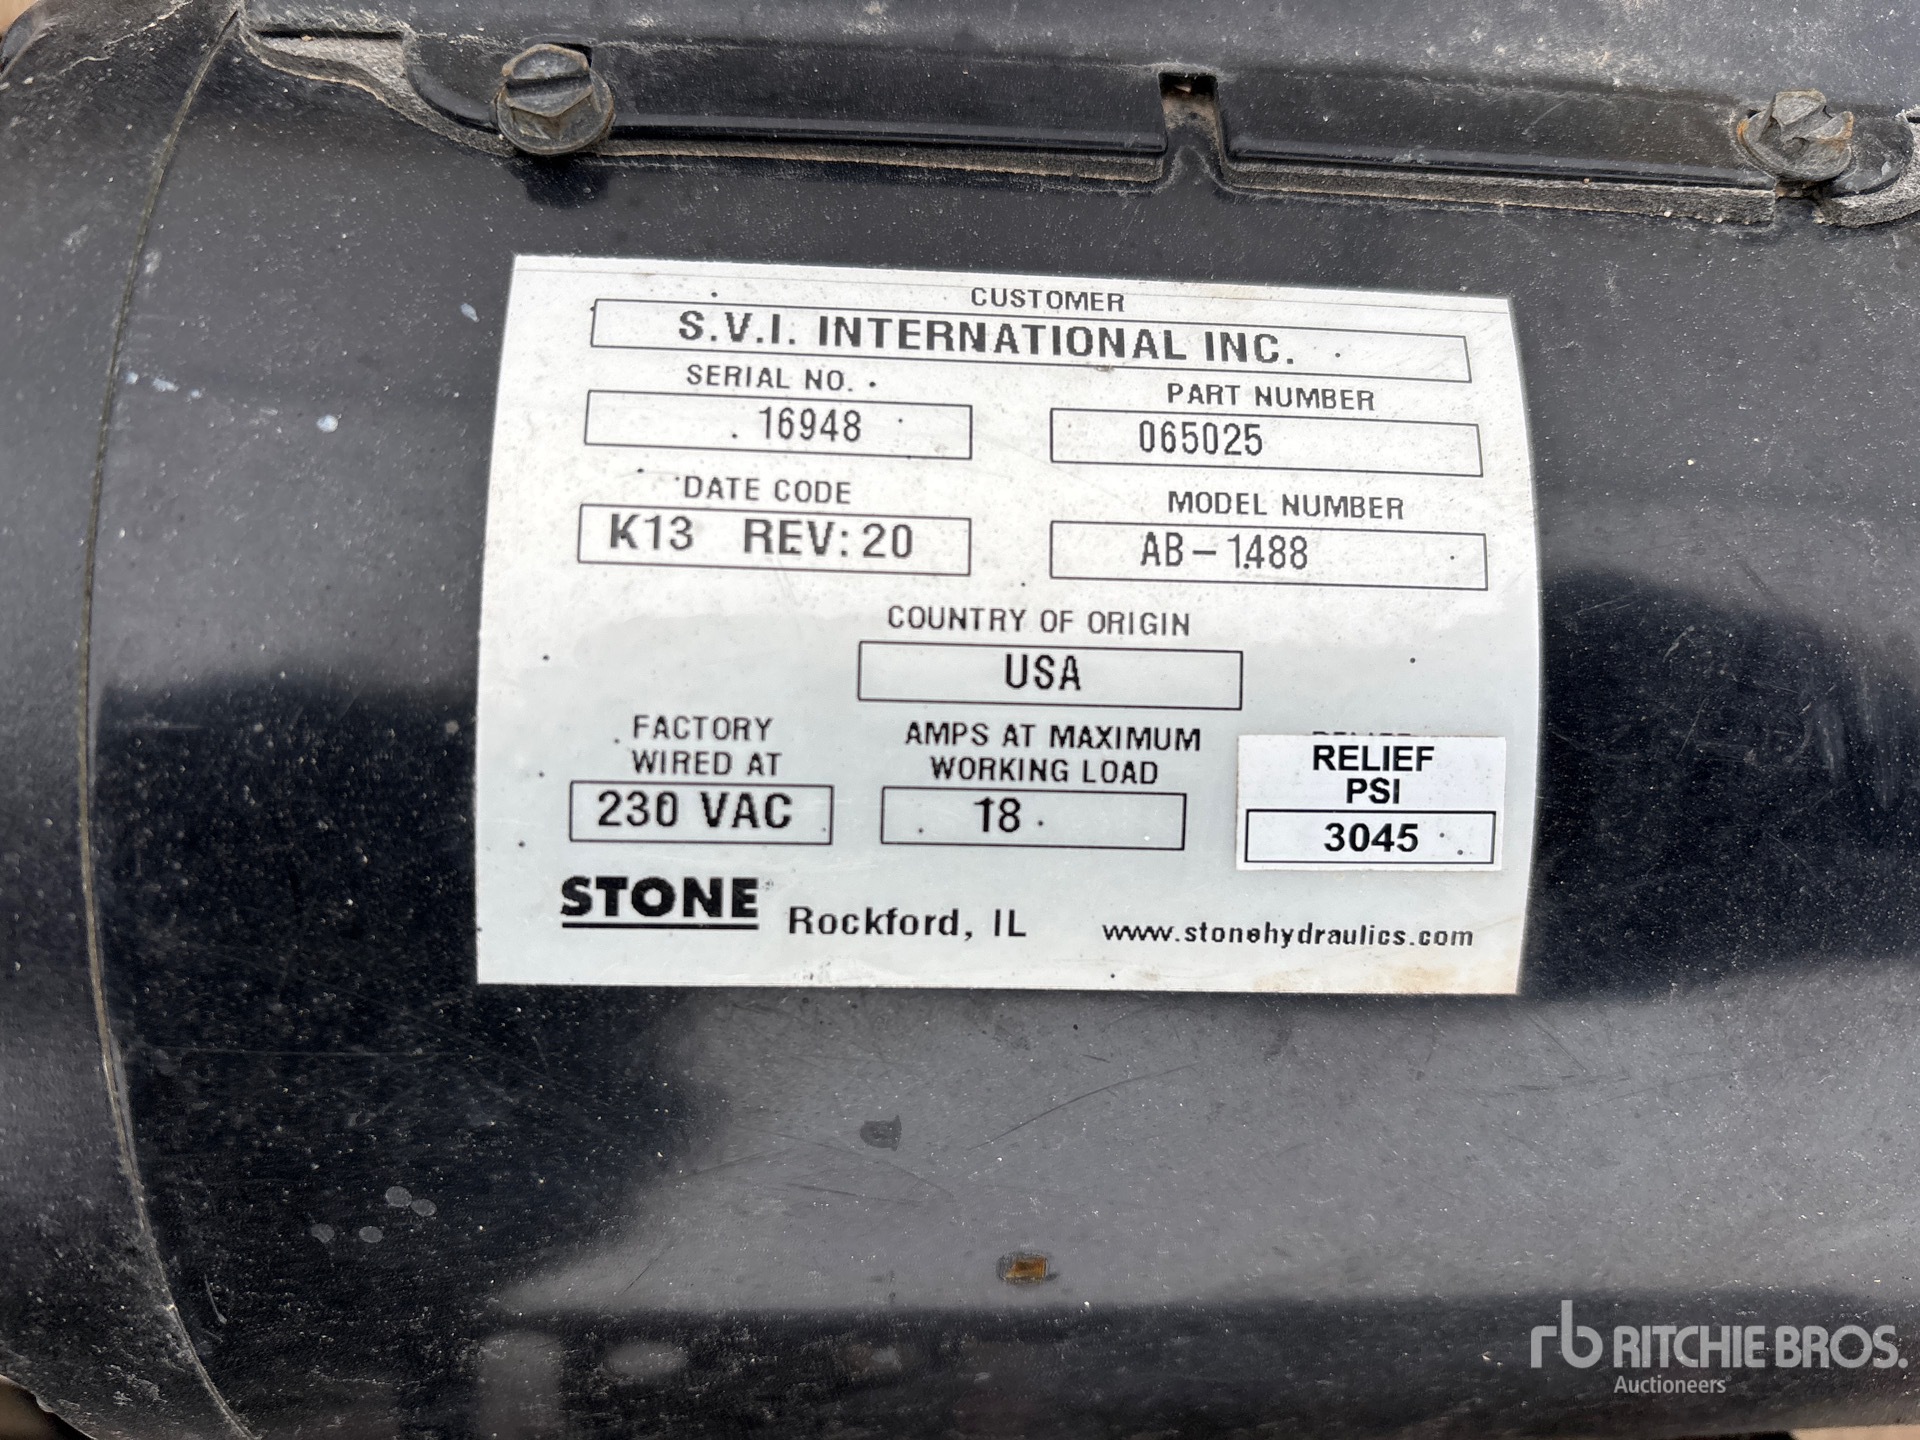 CUSTOMER
S.V.I. INTERNATIONAL INC.
SERIAL NO.
16948
PART NUMBER
065025
DATE CODE
K13 REV: 20
MODEL NUMBER
AB-1488
COUNTRY OF ORIGIN
USA
FACTORY
WIRED AT
230 VAC
AMPS AT MAXIMUM
WORKING LOAD
18
RELIEF
PSI
3045
STONE Rockford, IL www.stonehydraulics.com
rb RITCHIE BROS.
Auctioneers